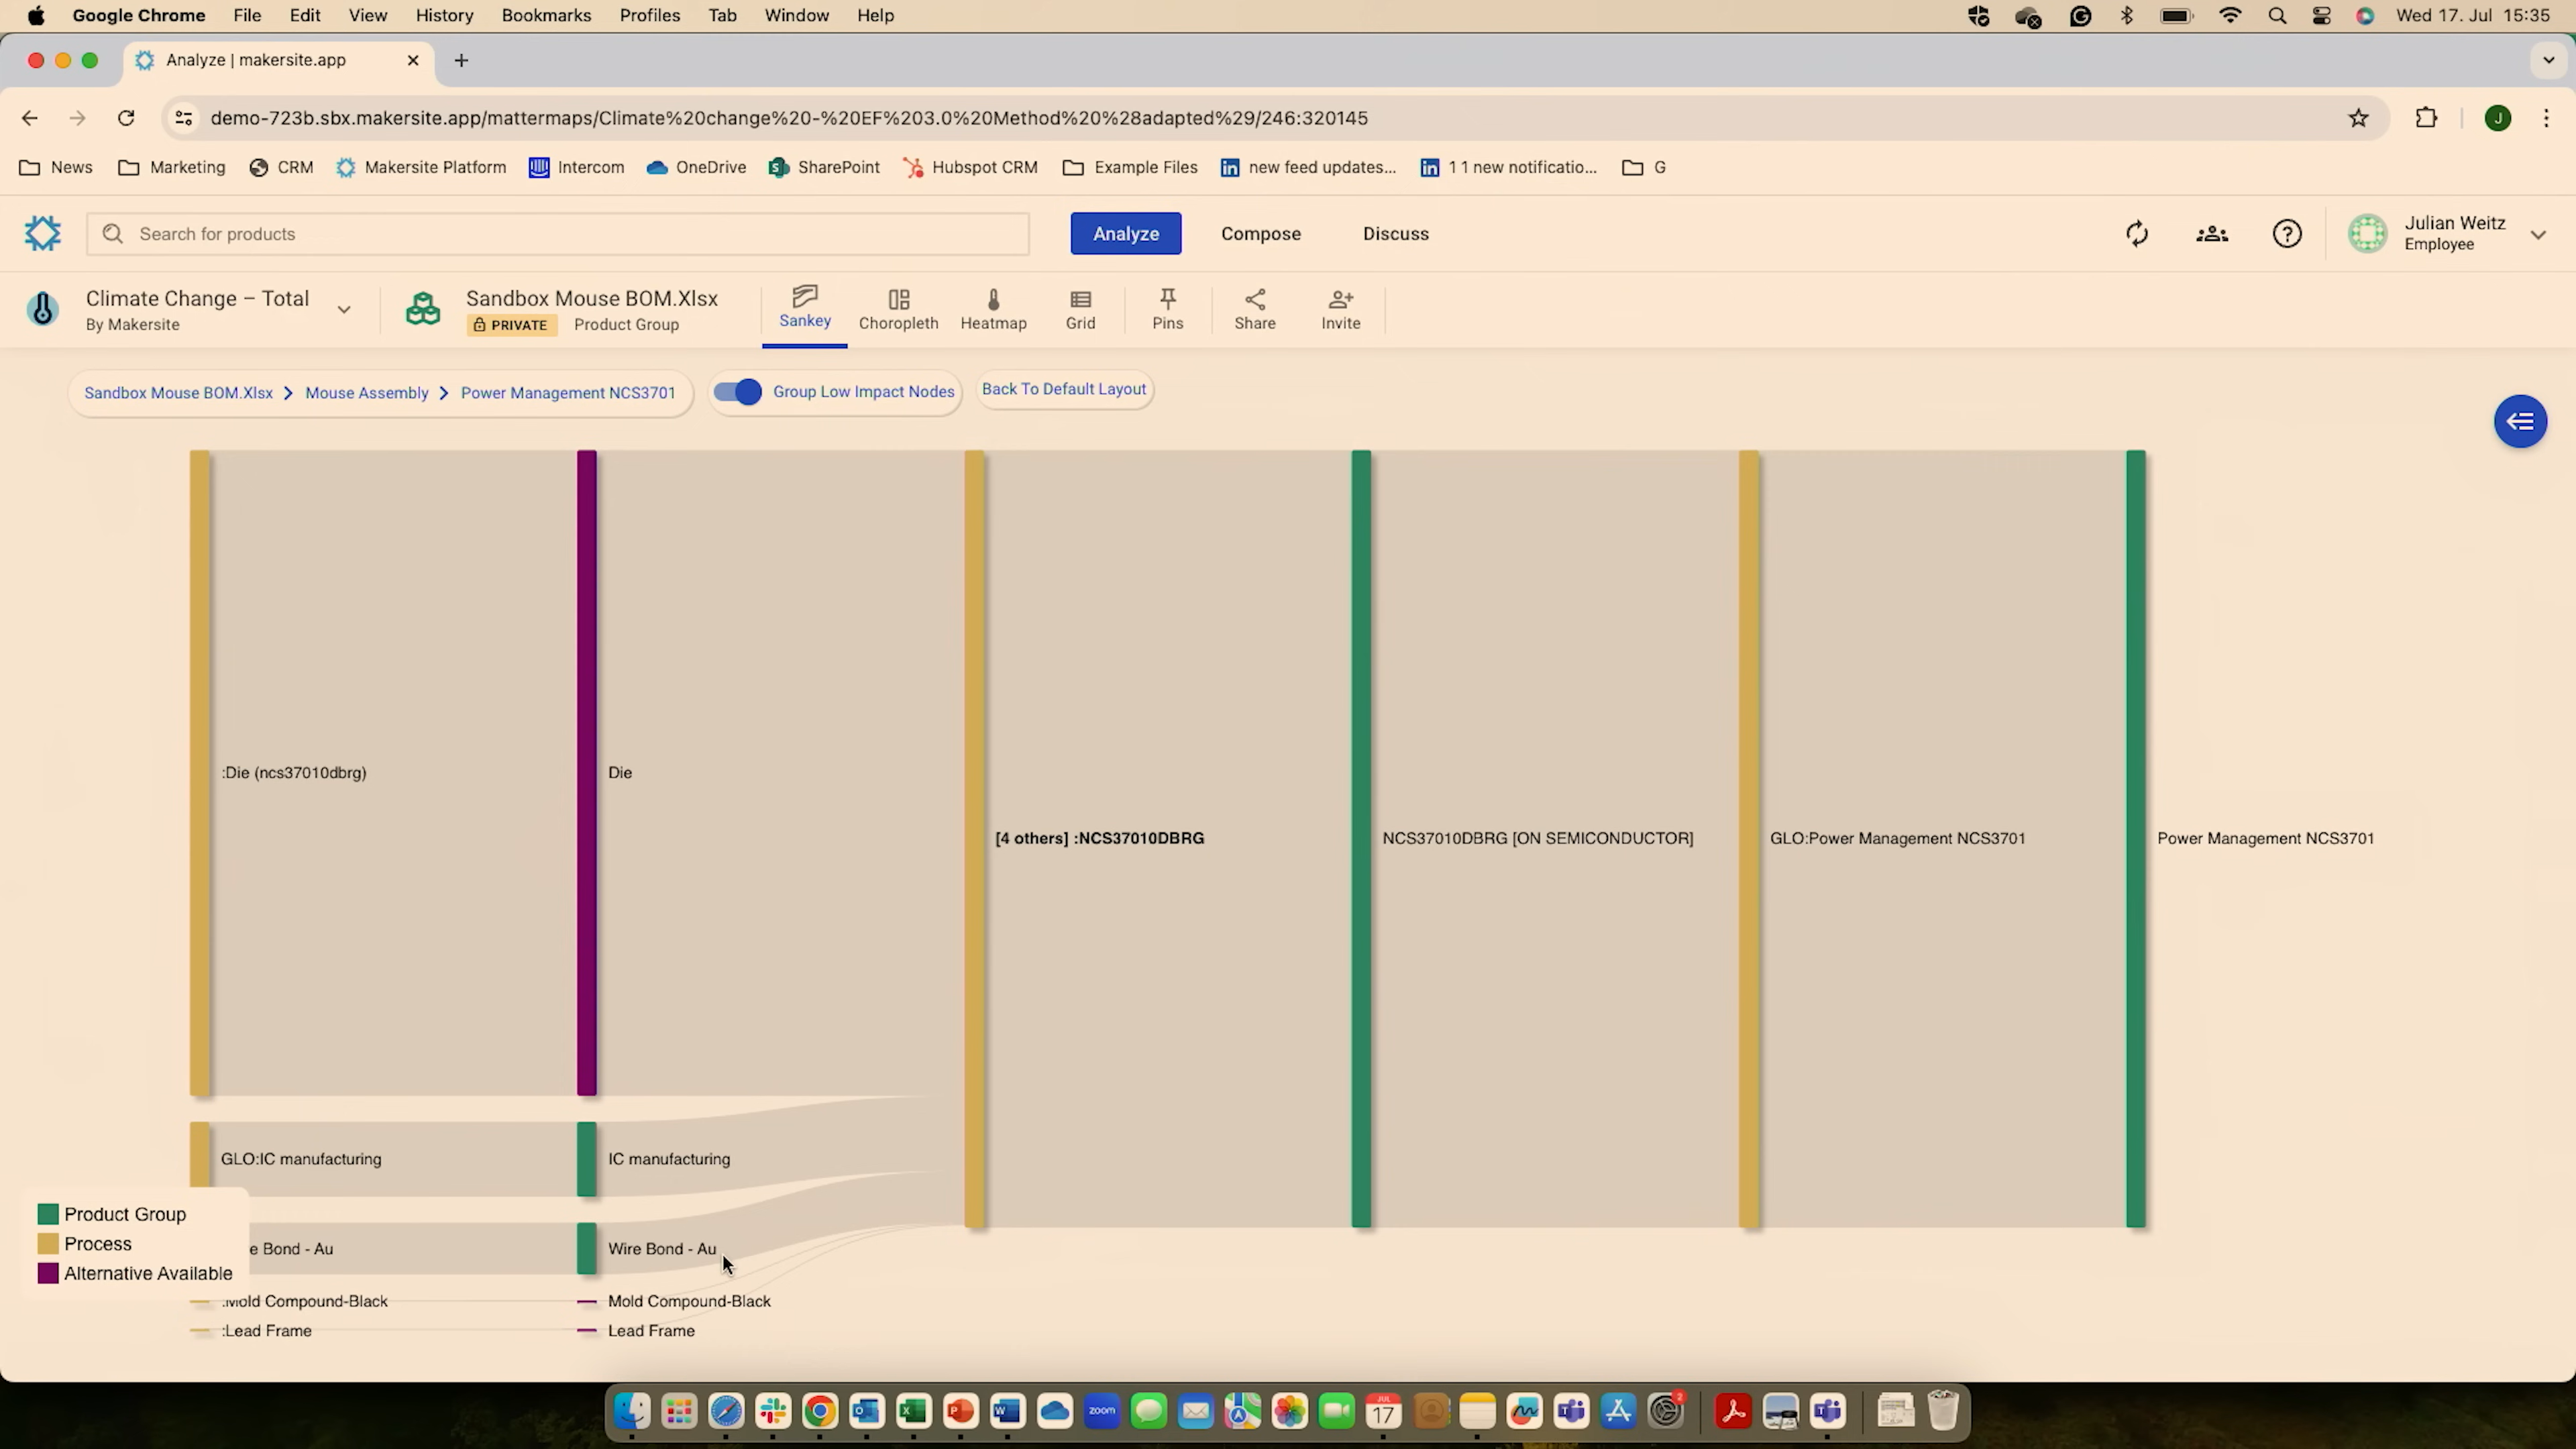 Google Chrome File Edit View History Bookmarks Profiles Tab Window Help Wed 17. Jul 15:35
Analyze | makersite.app
demo-723b.sbx.makersite.app/mattermaps/Climate%20change%20-%20EF%203.0%20Method%20%28adapted%29/246:320145 J
News Marketing CRM Makersite Platform Intercom OneDrive SharePoint Hubspot CRM Example Files new feed updates... 1 1 new notificatio... G
Search for products Analyze Compose Discuss
Julian Weitz
Employee
Climate Change – Total
By Makersite
Sandbox Mouse BOM.Xlsx
PRIVATE Product Group
Sankey Choropleth Heatmap Grid Pins Share Invite
Sandbox Mouse BOM.Xlsx > Mouse Assembly > Power Management NCS3701 Group Low Impact Nodes Back To Default Layout
:Die (ncs37010dbrg) Die
[4 others] :NCS37010DBRG NCS37010DBRG [ON SEMICONDUCTOR] GLO:Power Management NCS3701 Power Management NCS3701
GLO:IC manufacturing IC manufacturing
Product Group
Process
Alternative Available
e Bond - Au Wire Bond - Au
:Mold Compound-Black Mold Compound-Black
:Lead Frame Lead Frame
zoom
JUL
17
2